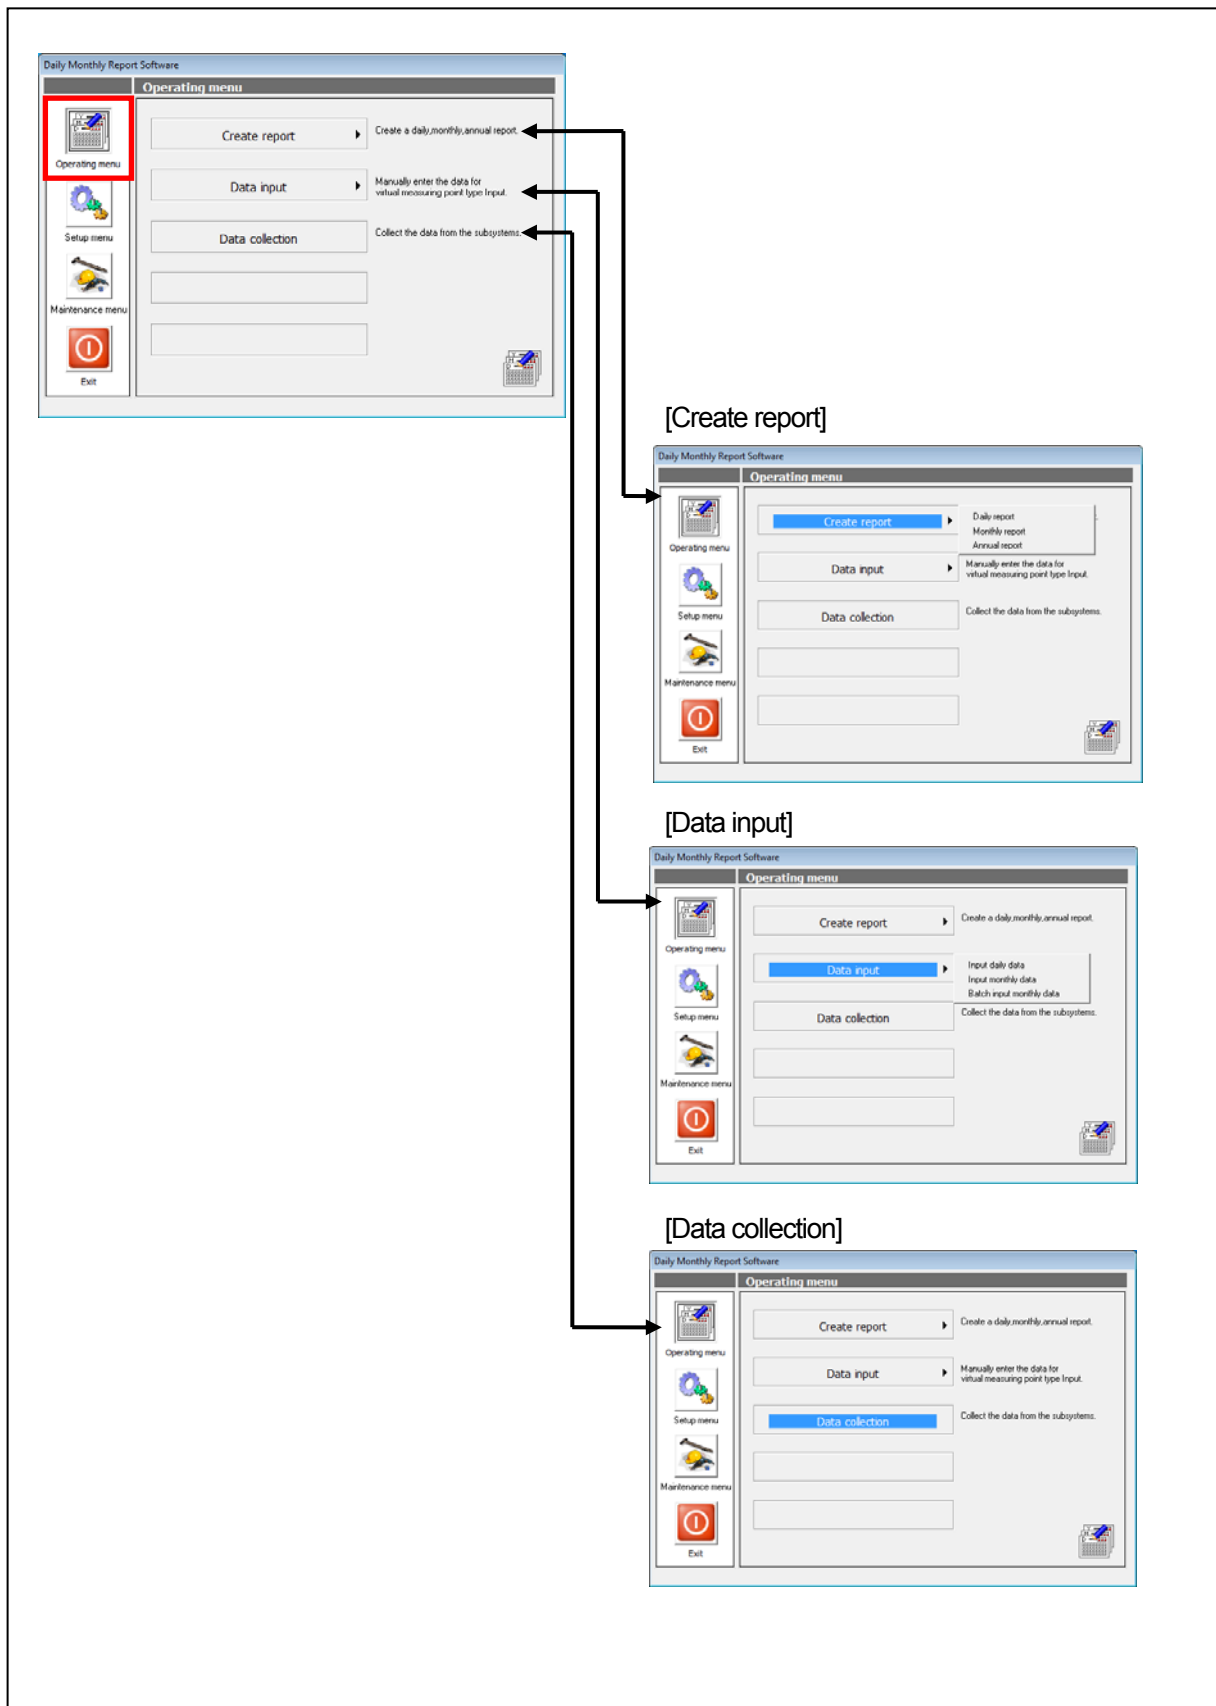 Daily Monthly Report Software
Operating menu
Operating menu
Setup menu
Maintenance menu
Exit
Create report
Create a daily,monthly,annual report.
Data input
Manually enter the data for
virtual measuring point type Input.
Data collection
Collect the data from the subsystems.
[Create report]
Daily Monthly Report Software
Operating menu
Operating menu
Setup menu
Maintenance menu
Exit
Create report
Daily report
Monthly report
Annual report
Data input
Manually enter the data for
virtual measuring point type Input.
Data collection
Collect the data from the subsystems.
[Data input]
Daily Monthly Report Software
Operating menu
Operating menu
Setup menu
Maintenance menu
Exit
Create report
Create a daily,monthly,annual report.
Data input
Input daily data
Input monthly data
Batch input monthly data
Data collection
Collect the data from the subsystems.
[Data collection]
Daily Monthly Report Software
Operating menu
Operating menu
Setup menu
Maintenance menu
Exit
Create report
Create a daily,monthly,annual report.
Data input
Manually enter the data for
virtual measuring point type Input.
Data collection
Collect the data from the subsystems.